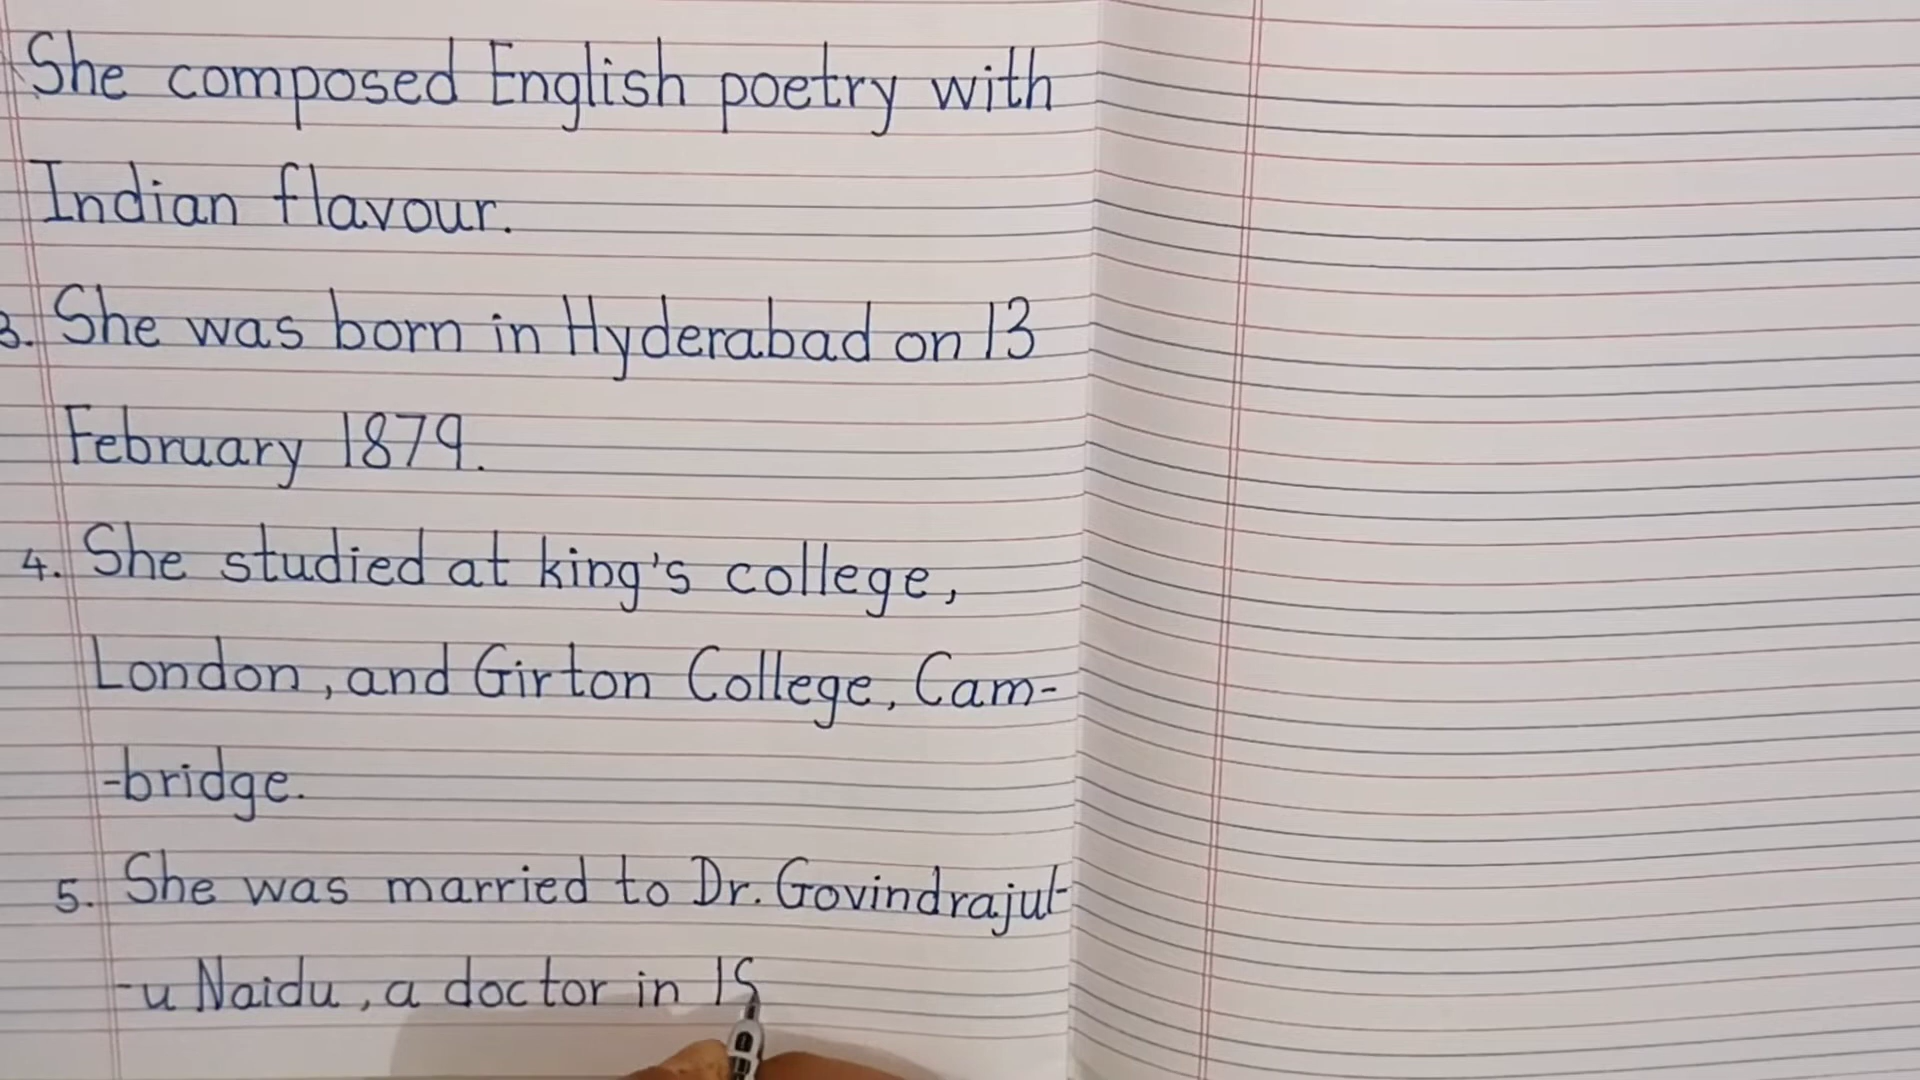 She composed English poetry with
Indian flavour.
3. She was born in Hyderabad on 13
February 1879.
4. She studied at king's college,
London, and Girton College, Cam-
-bridge.
5. She was married to Dr. Govindrajul-
-u Naidu, a doctor in